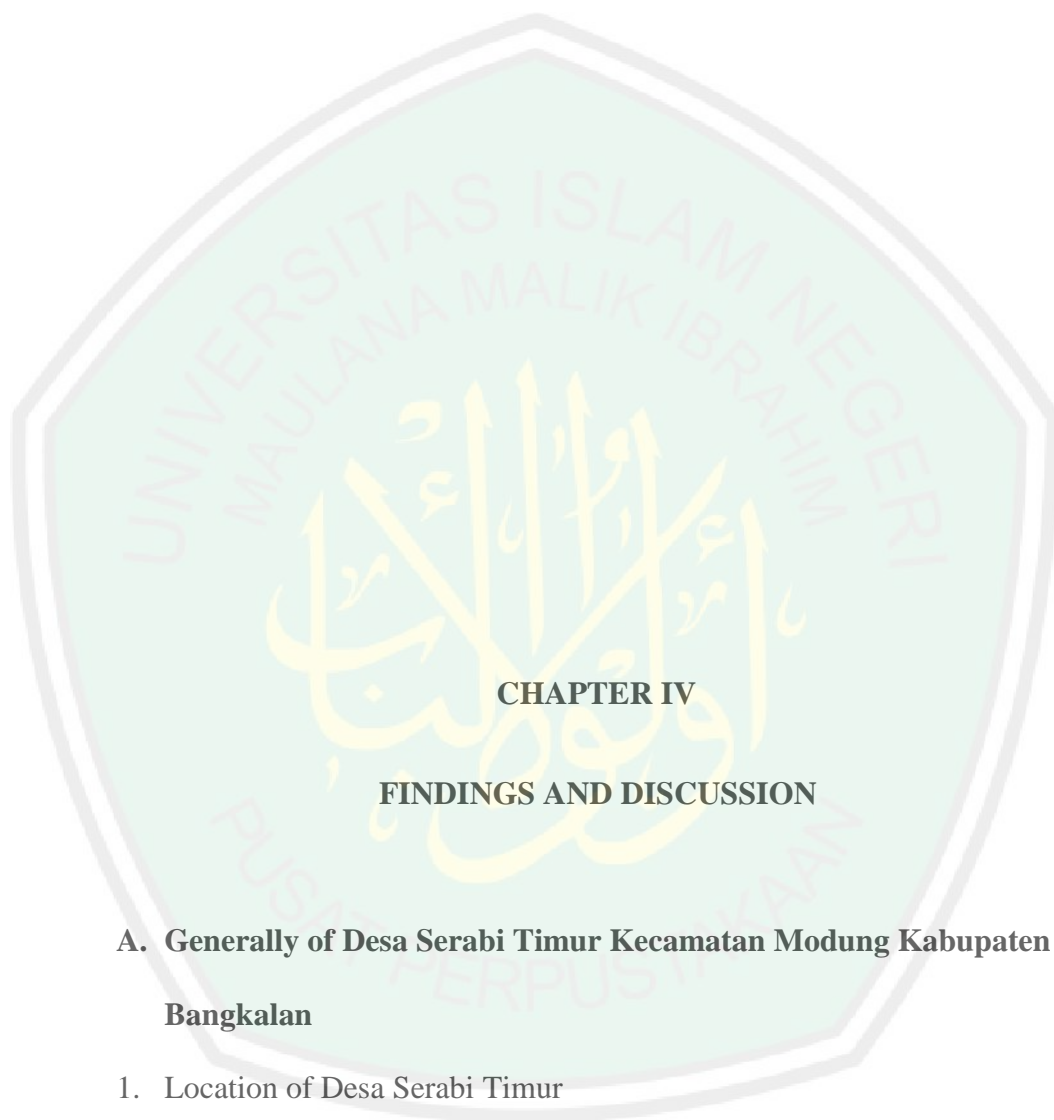 UNIVERSITAS ISLAM NEGERI
MAULANA MALIK IBRAHIM
CHAPTER IV
FINDINGS AND DISCUSSION
PUSAT PERPUSTAKAAN
A. Generally of Desa Serabi Timur Kecamatan Modung Kabupaten
Bangkalan
1. Location of Desa Serabi Timur